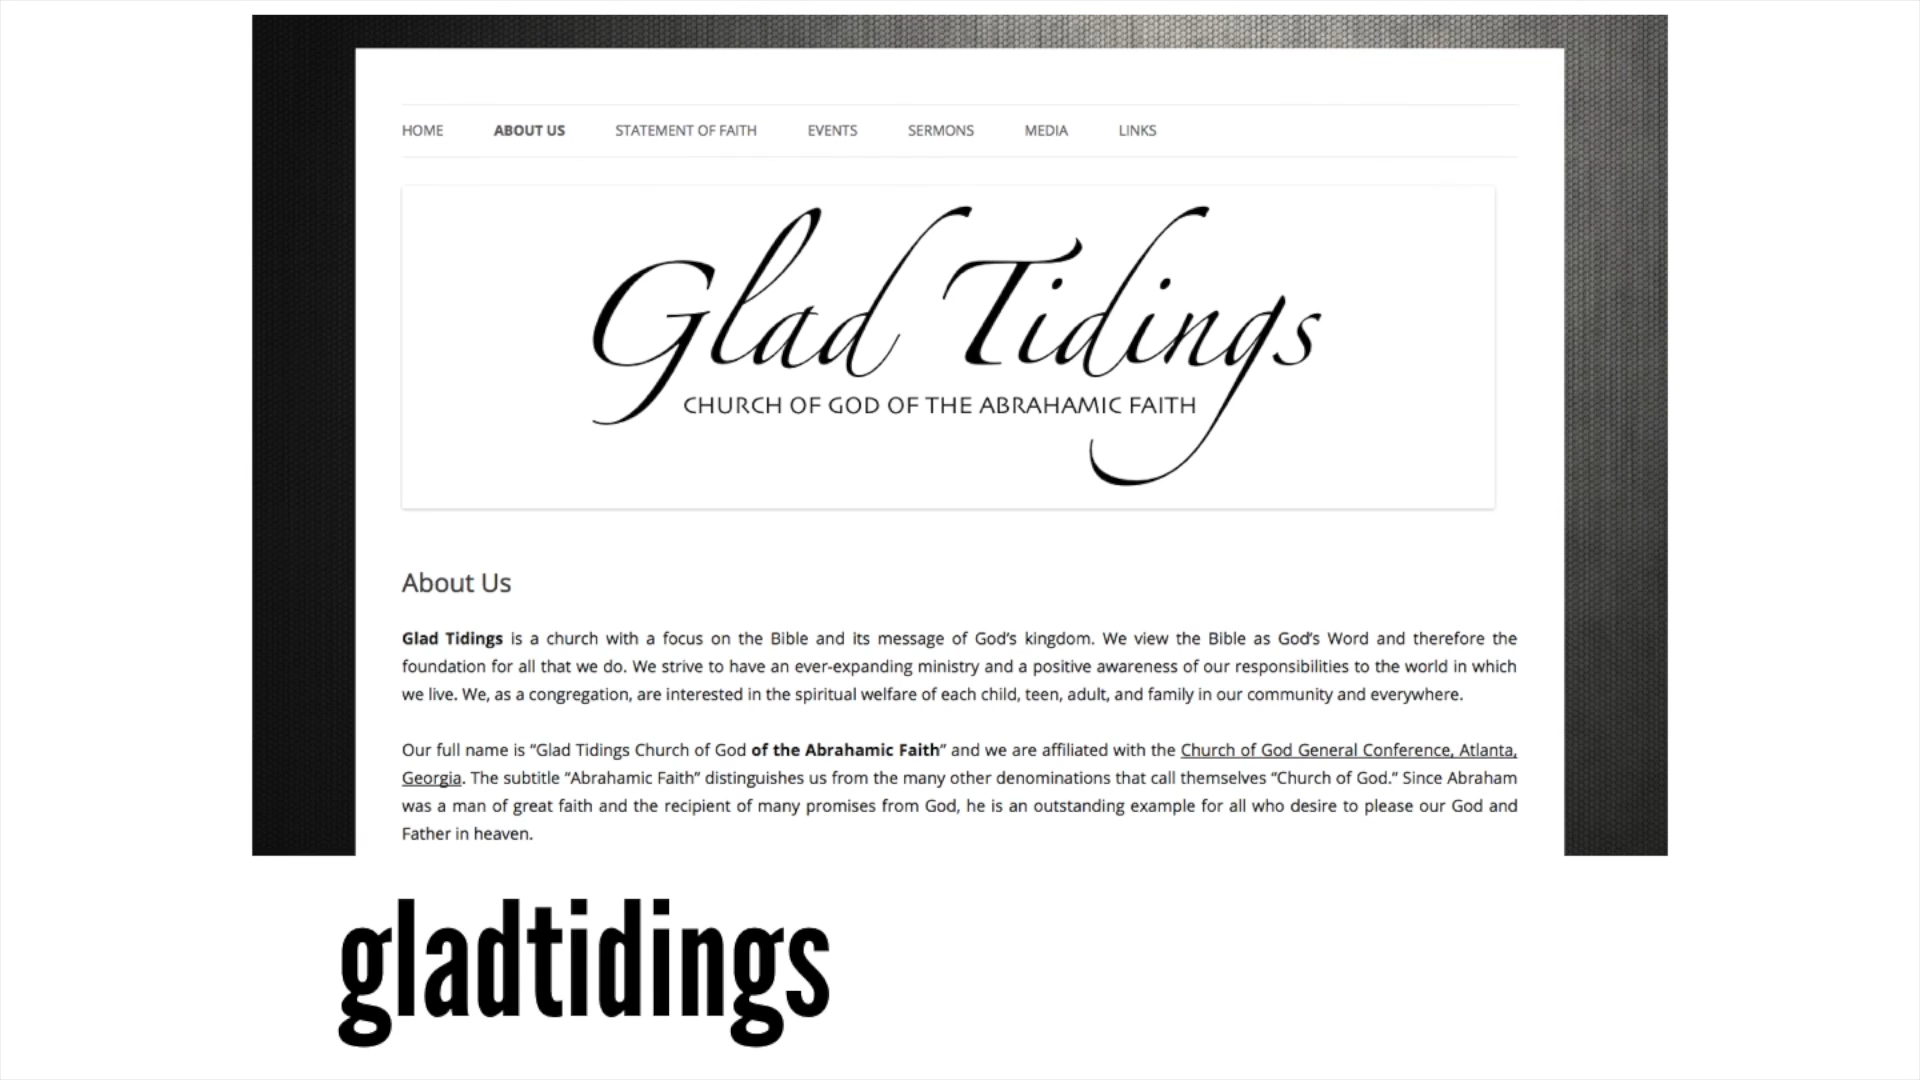 HOME ABOUT US STATEMENT OF FAITH EVENTS SERMONS MEDIA LINKS
Glad Tidings
CHURCH OF GOD OF THE ABRAHAMIC FAITH
About Us
Glad Tidings is a church with a focus on the Bible and its message of God’s kingdom. We view the Bible as God’s Word and therefore the
foundation for all that we do. We strive to have an ever-expanding ministry and a positive awareness of our responsibilities to the world in which
we live. We, as a congregation, are interested in the spiritual welfare of each child, teen, adult, and family in our community and everywhere.
Our full name is “Glad Tidings Church of God of the Abrahamic Faith” and we are affiliated with the Church of God General Conference, Atlanta,
Georgia. The subtitle “Abrahamic Faith” distinguishes us from the many other denominations that call themselves “Church of God.” Since Abraham
was a man of great faith and the recipient of many promises from God, he is an outstanding example for all who desire to please our God and
Father in heaven.
gladtidings